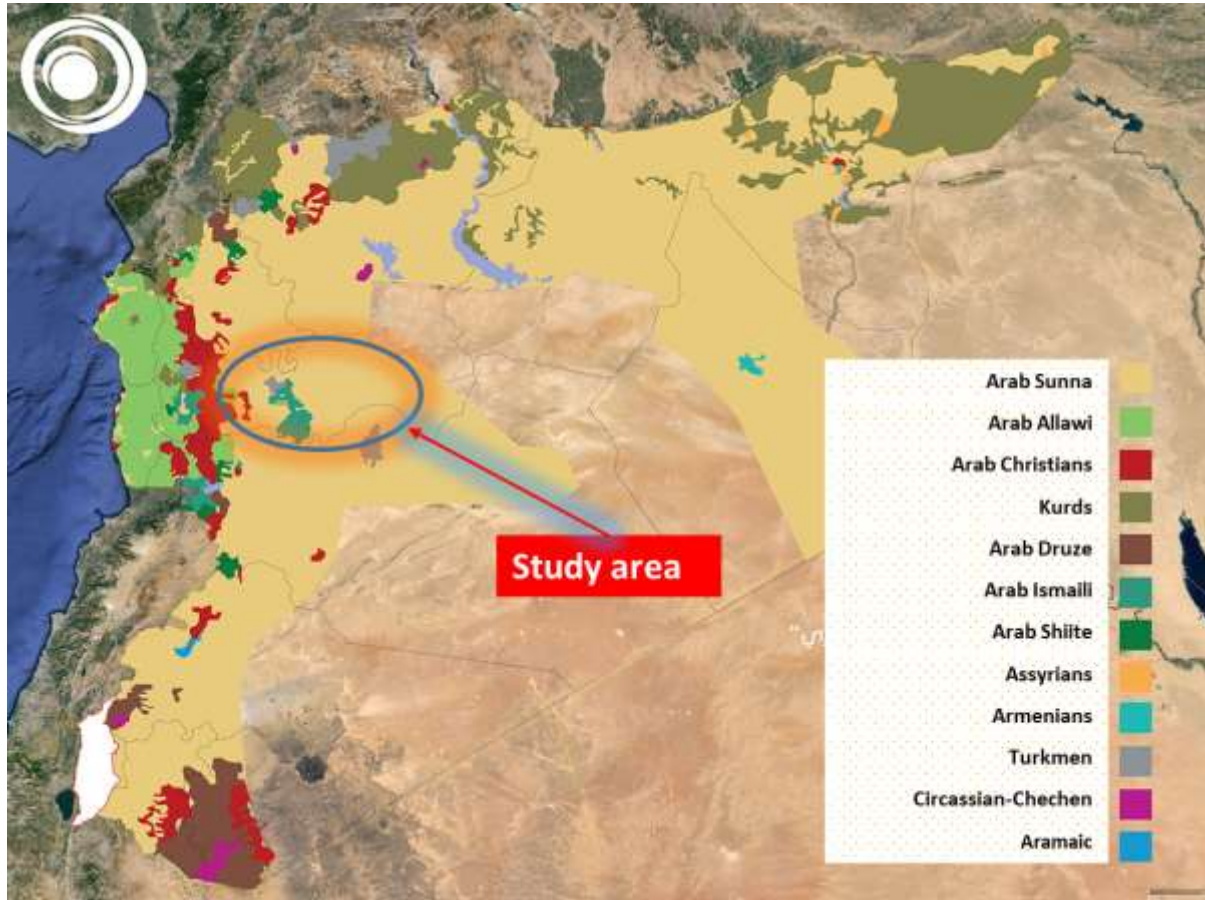 Arab Sunna
Arab Allawi
Arab Christians
Kurds
Arab Druze
Arab Ismaili
Arab Shiite
Assyrians
Armenians
Turkmen
Circassian-Chechen
Aramaic
Study area